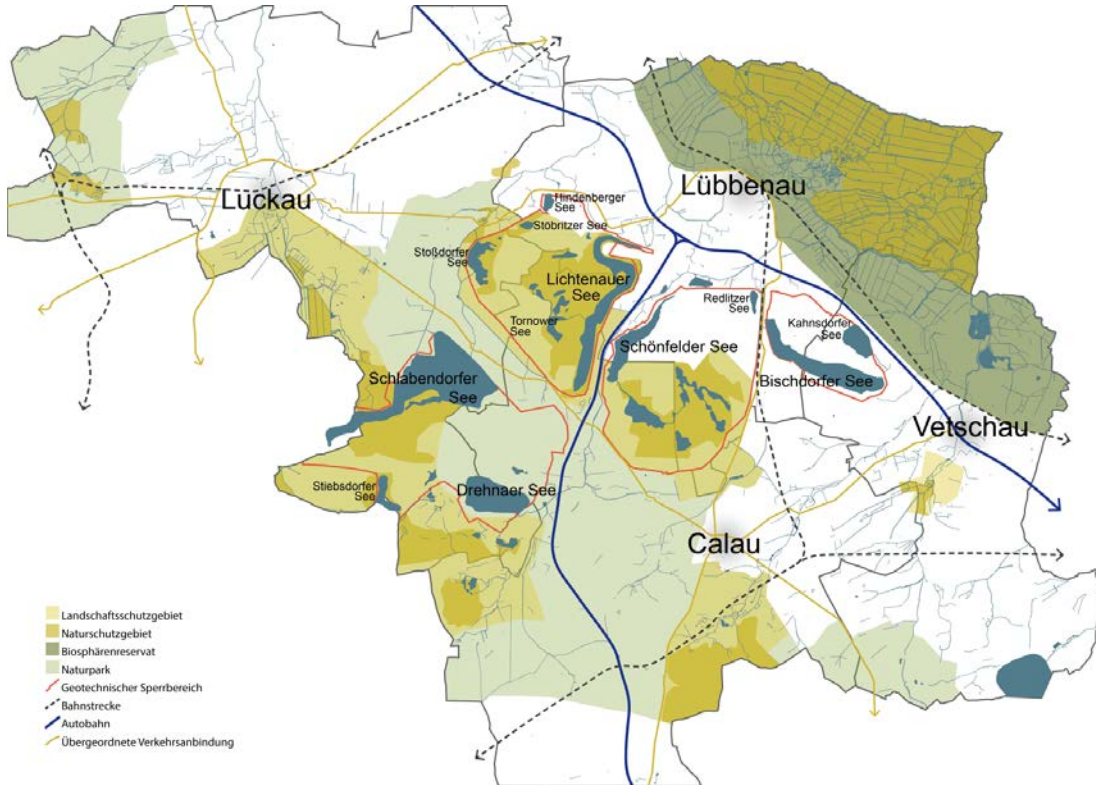 Luckau
Lübbenau
Hindenberger
See
Stöbritzer See
Stoßdorfer
See
Lichtenauer
See
Tornower
See
Redlitzer
See
Kahnsdorfer
See
Schönfelder See
Bischdorfer See
Schlabendorfer
See
Vetschau
Stiebsdorfer
See
Drehnaer See
Calau
Landschaftsschutzgebiet
Naturschutzgebiet
Biosphärenreservat
Naturpark
Geotechnischer Sperrbereich
Bahnstrecke
Autobahn
Übergeordnete Verkehrsanbindung